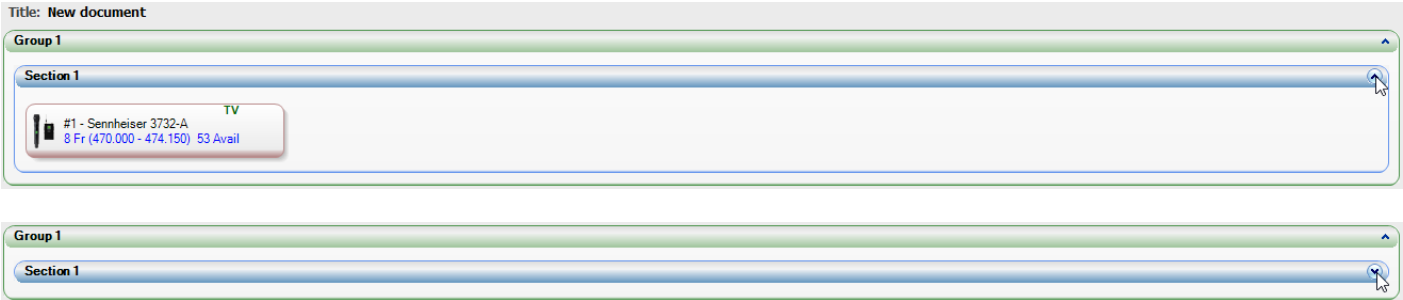 Title: New document
Group 1
Section 1
TV
#1 - Sennheiser 3732-A
8 Fr (470.000 - 474.150) 53 Avail
Group 1
Section 1